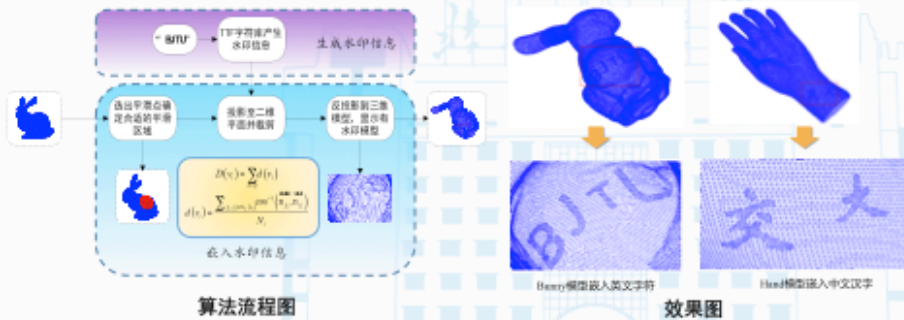 "BJTU"
TTF字符库产生
水印信息
生成水印信息
选出平滑点确
定合适的平滑
区域
投影至二维
平面并裁剪
反投影到三维
模型，显示有
水印模型
嵌入水印信息
算法流程图
BJTU
BJTU
交大
Bunny模型嵌入英文字符
Hand模型嵌入中文汉字
效果图